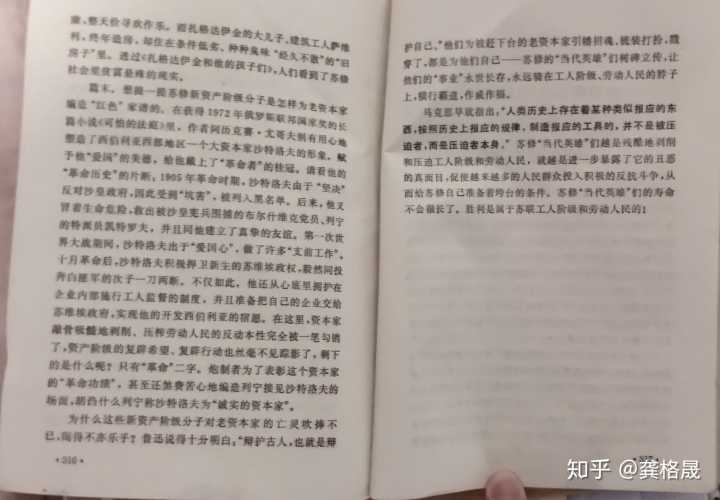 糜，整天价寻欢作乐。而扎格达伊金的大儿子、建筑工人萨维
利，终年造房，却住在条件低劣、种种臭味“经久不散”的“旧
房子”里。透过《扎格达伊金和他的孩子们》，人们看到了苏修
社会里贫富悬殊的现实。
篇末，想提一提苏修新资产阶级分子是怎样为老资本家
编造“红色”家谱的。在获得1972年俄罗斯联邦国家奖的长
篇小说《可怕的法庭》里，作者阿历克赛·尤哥夫别有用心地
塑造了西伯利亚西部地区一个大资本家沙特洛夫的形象，赋
予他“爱国”的美德，给他戴上了“革命者”的桂冠。请看他的
“革命历史”的片断：1905年革命时期，沙特洛夫由于“坚决”
反对沙皇政府，因此受到“坑害”，被列入黑名单。后来，他又
冒着生命危险，救出被沙皇宪兵围捕的布尔什维克党员、列宁
的特派员凯特罗夫，并且同他建立了真挚的友谊。第一次世
界大战期间，沙特洛夫出于“爱国心”，做了许多“支前工作”。
十月革命后，沙特洛夫积极捍卫新生的苏维埃政权，毅然同投
奔白匪军的次子一刀两断。不仅如此，他还从心底里拥护在
企业内部施行工人监督的制度，并且准备把自己的企业交给
苏维埃政府，实现他的开发西伯利亚的宿愿。在这里，资本家
敲骨吸髓地剥削、压榨劳动人民的反动本性完全被一笔勾销
了，资产阶级的复辟希望、复辟行动也丝毫不见踪影了，剩下
的是什么呢？只有“革命”二字。炮制者为了表彰这个资本家
的“革命功绩”，甚至还煞费苦心地编造列宁接见沙特洛夫的
场面，胡诌什么列宁称沙特洛夫为“诚实的资本家”。
为什么这些新资产阶级分子对老资本家的亡灵吹捧不
已，闹得不亦乐乎？鲁迅说得十分明白：“辩护古人，也就是辩
·316·
护自己。”他们为被赶下台的老资本家引幡招魂，梳装打扮，戳
穿了，都是为他们自己——苏修的“当代英雄”们树碑立传，让
他们的“事业”永世长存，永远骑在工人阶级、劳动人民的脖子
上，横行霸道，作威作福。
马克思早就指出：“人类历史上存在着某种类似报应的东
西，按照历史上报应的规律，制造报应的工具的，并不是被压
迫者，而是压迫者本身。”苏修“当代英雄”们越是残酷地剥削
和压迫工人阶级和劳动人民，就越是进一步暴露了它的丑恶
的真面目，促使越来越多的人民群众投入积极的反抗斗争，从
而给苏修自己准备着垮台的条件。苏修“当代英雄”们的寿命
不会很长了。胜利是属于苏联工人阶级和劳动人民的！
·317·
知乎 @龚格晟